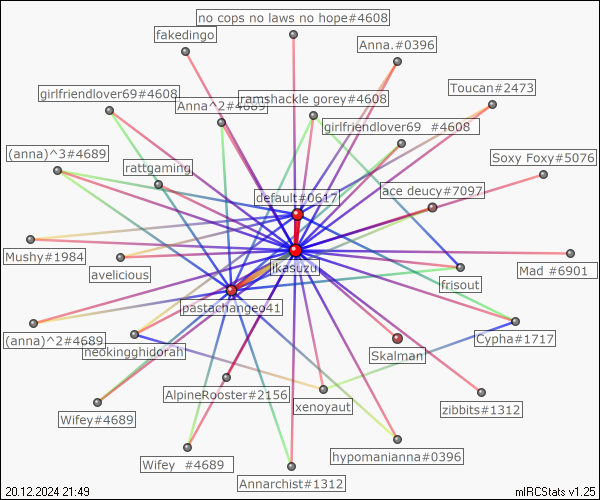 no cops no laws no hope#4608
fakedingo
Anna.#0396
Toucan#2473
girlfriendlover69#4608
ramshackle gorey#4608
Anna^2#4689
girlfriendlover69 #4608
(anna)^3#4689
Soxy Foxy#5076
rattgaming
ace deucy#7097
default#0617
Mushy#1984
avelicious
likasuzu
Mad #6901
frisout
pastachangeo41
(anna)^2#4689
Cypha#1717
neokingghidorah
Skalman
AlpineRooster#2156
xenoyaut
zibbits#1312
Wifey#4689
hypomanianna#0396
Wifey #4689
Annarchist#1312
20.12.2024 21:49
mIRCStats v1.25